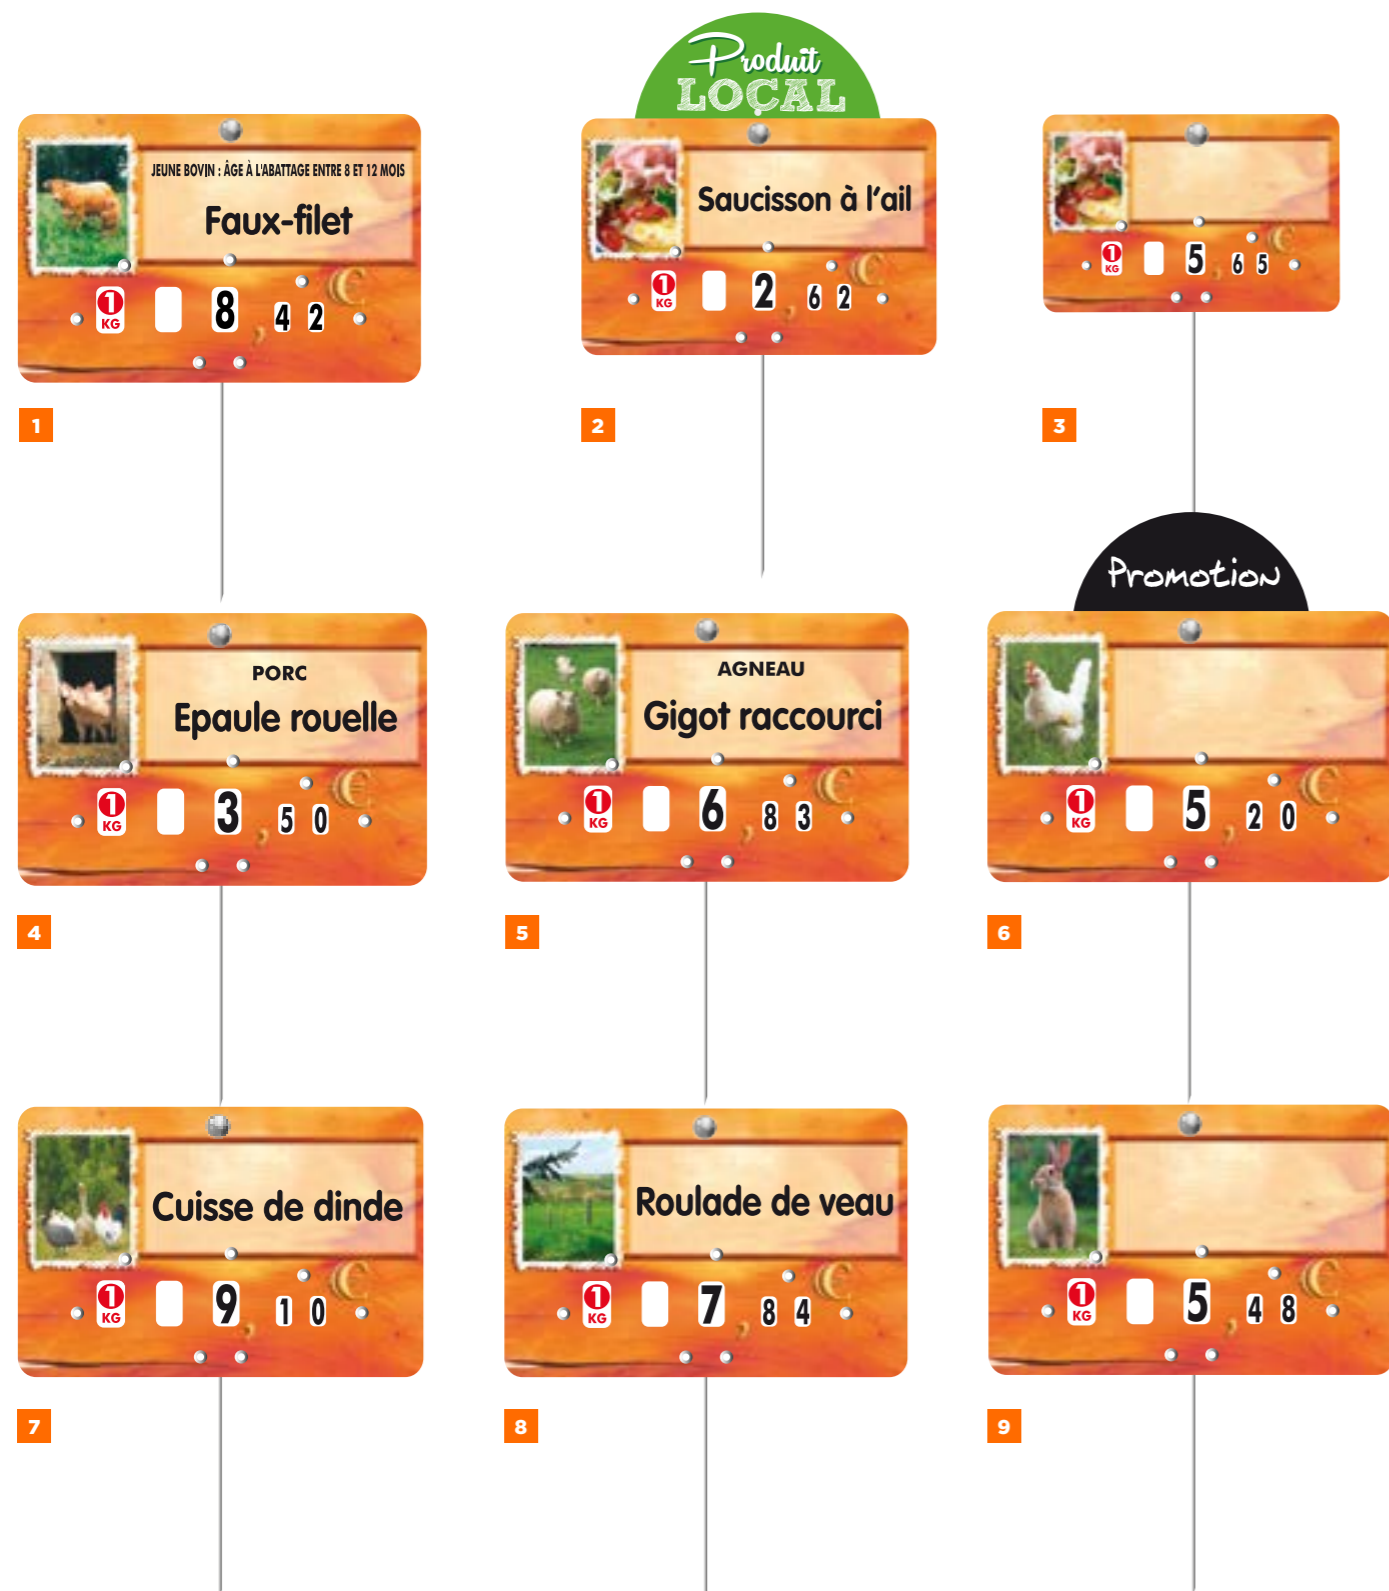 Produit
LOÇAL
JEUNE BOVIN : ÂGE À L'ABATTAGE ENTRE 8 ET 12 MOIS
Faux-filet
1 KG 8,42 €
1
Saucisson à l'ail
1 KG 2,62 €
2
1 KG 5,65 €
3
PORC
Epaule rouelle
1 KG 3,50 €
4
AGNEAU
Gigot raccourci
1 KG 6,83 €
5
Promotion
1 KG 5,20 €
6
Cuisse de dinde
1 KG 9,10 €
7
Roulade de veau
1 KG 7,84 €
8
1 KG 5,48 €
9